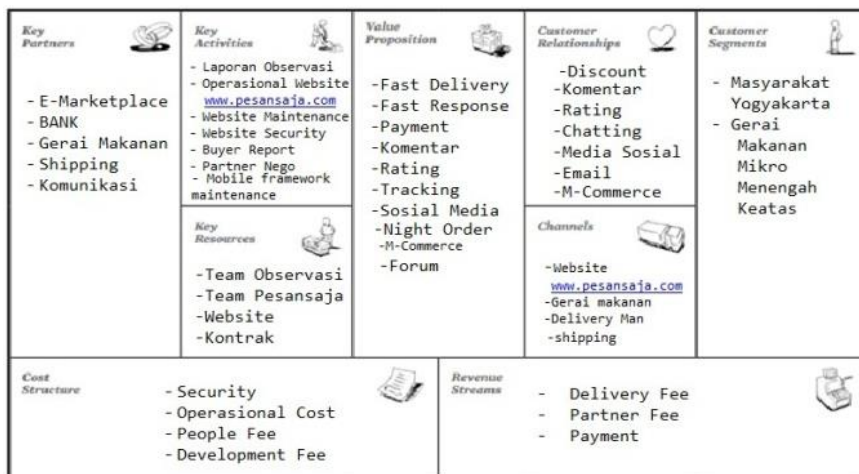 Key
Partners
- E-Marketplace
- BANK
- Gerai Makanan
- Shipping
- Komunikasi
Key
Activities
- Laporan Observasi
- Operasional Website
www.pesansaja.com
- Website Maintenance
- Website Security
- Buyer Report
- Partner Nego
- Mobile framework
maintenance
Key
Resources
-Team Observasi
-Team Pesansaja
-Website
-Kontrak
Value
Proposition
-Fast Delivery
-Fast Response
-Payment
-Komentar
-Rating
-Tracking
-Sosial Media
-Night Order
-M-Commerce
-Forum
Customer
Relationships
-Discount
-Komentar
-Rating
-Chatting
-Media Sosial
-Email
-M-Commerce
Channels
-Website
www.pesansaja.com
-Gerai makanan
-Delivery Man
-shipping
Customer
Segments
- Masyarakat
Yogyakarta
- Gerai
Makanan
Mikro
Menengah
Keatas
Cost
Structure
- Security
- Operasional Cost
- People Fee
- Development Fee
Revenue
Streams
- Delivery Fee
- Partner Fee
- Payment